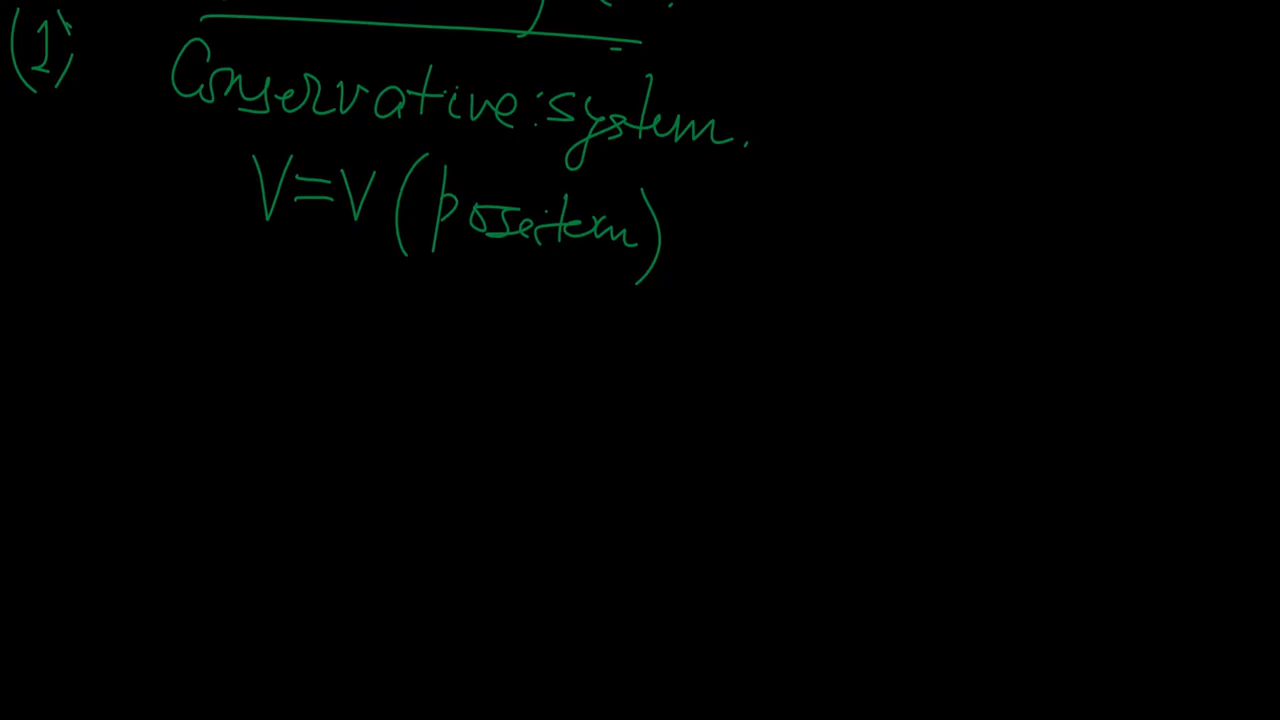 (1) Conservative system.
V=V(position)